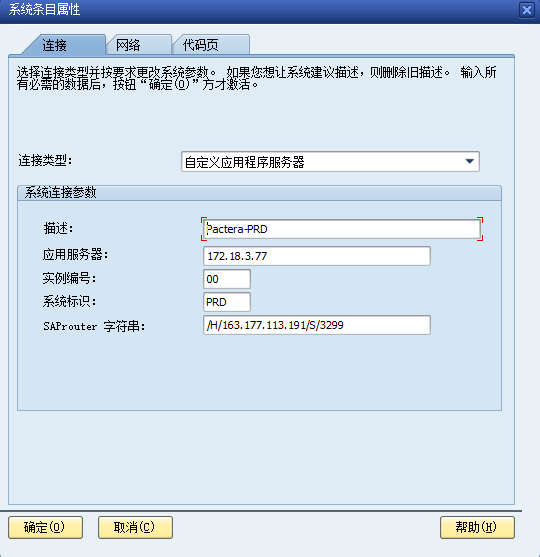 系统条目属性
连接 网络 代码页
选择连接类型并按要求更改系统参数。 如果您想让系统建议描述，则删除旧描述。 输入所
有必需的数据后，按钮“确定(O)”方才激活。
连接类型: 自定义应用程序服务器
系统连接参数
描述: Pactera-PRD
应用服务器: 172.18.3.77
实例编号: 00
系统标识: PRD
SAProuter 字符串: /H/163.177.113.191/S/3299
确定(O) 取消(C) 帮助(H)